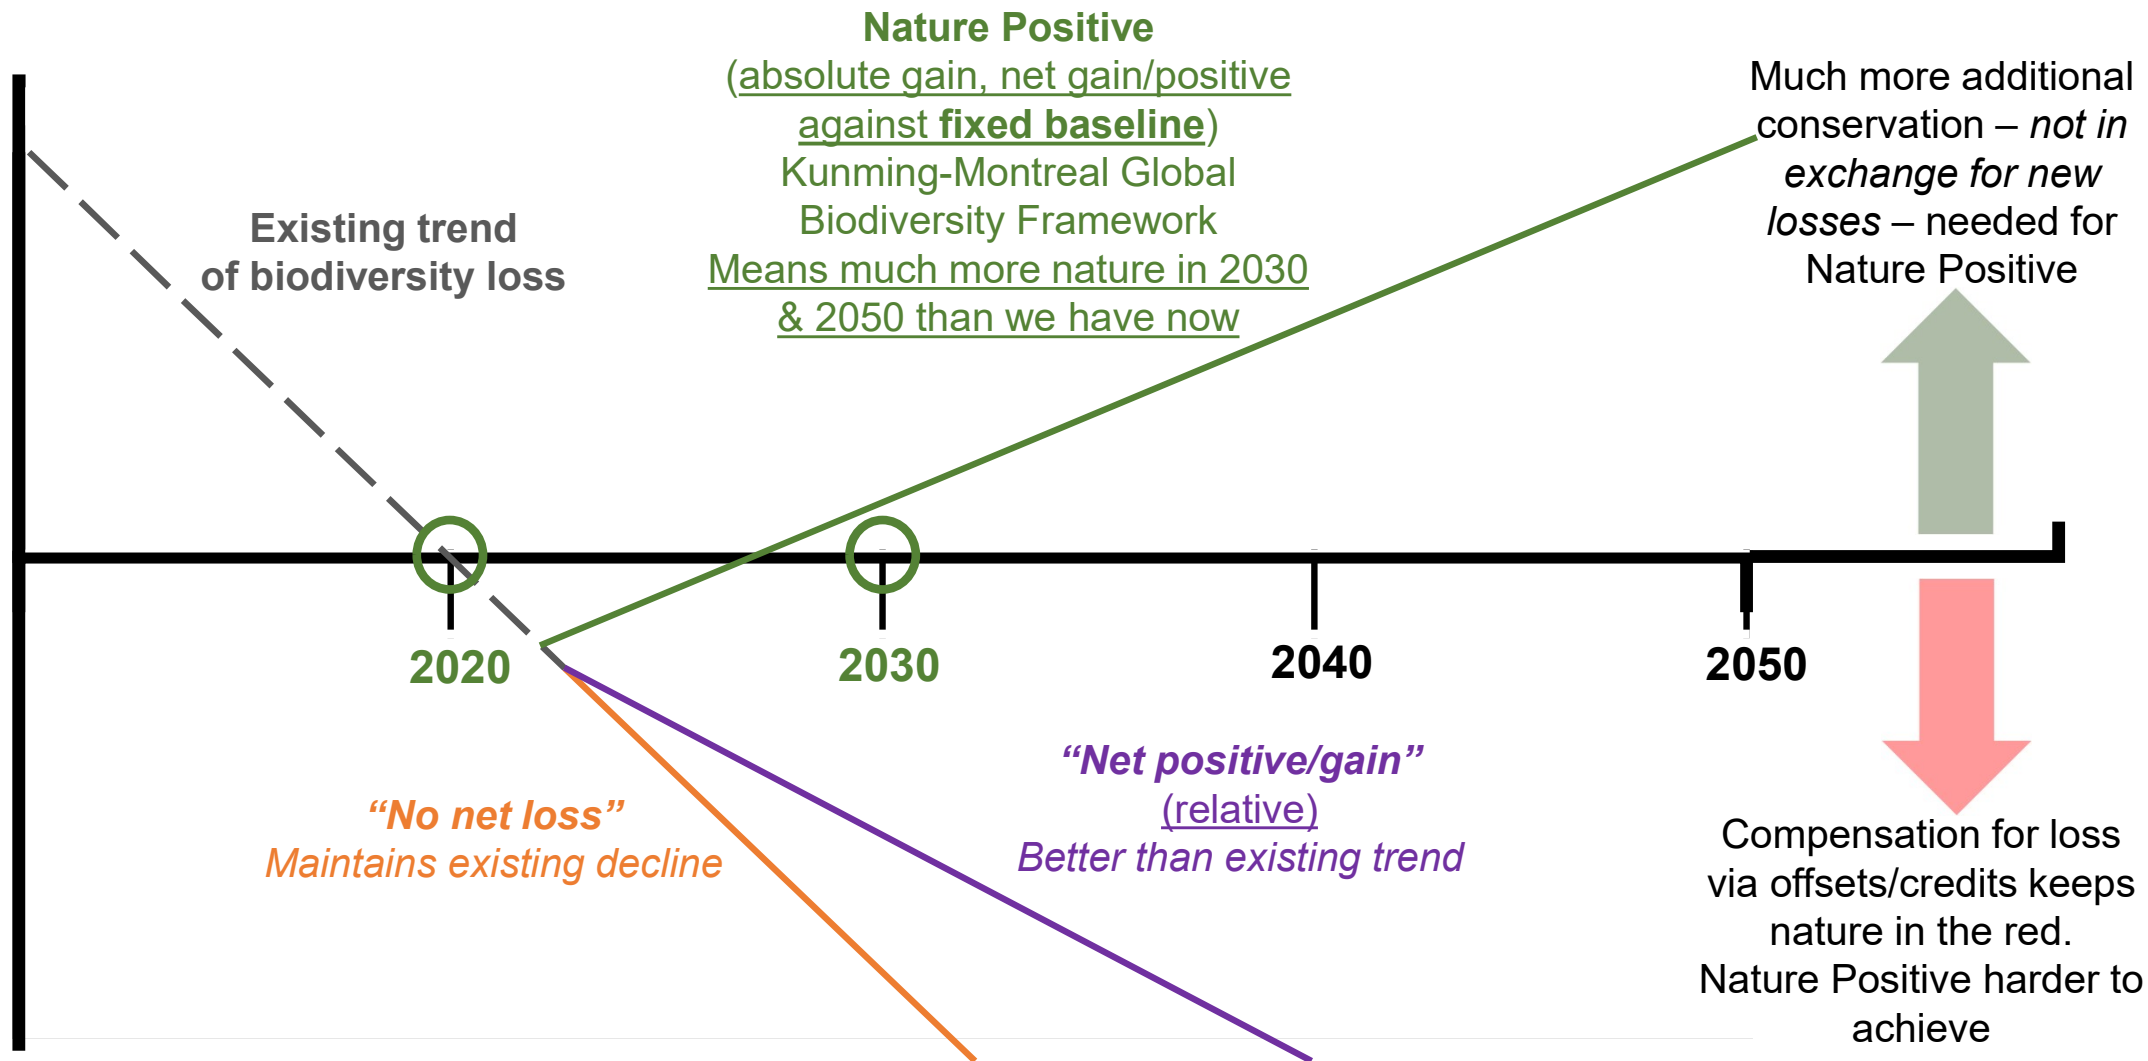 Nature Positive
(absolute gain, net gain/positive
against fixed baseline)
Kunming-Montreal Global
Biodiversity Framework
Means much more nature in 2030
& 2050 than we have now
Much more additional
conservation – not in
exchange for new
losses – needed for
Nature Positive
Existing trend
of biodiversity loss
2020
2030
2040
2050
“No net loss”
Maintains existing decline
“Net positive/gain”
(relative)
Better than existing trend
Compensation for loss
via offsets/credits keeps
nature in the red.
Nature Positive harder to
achieve